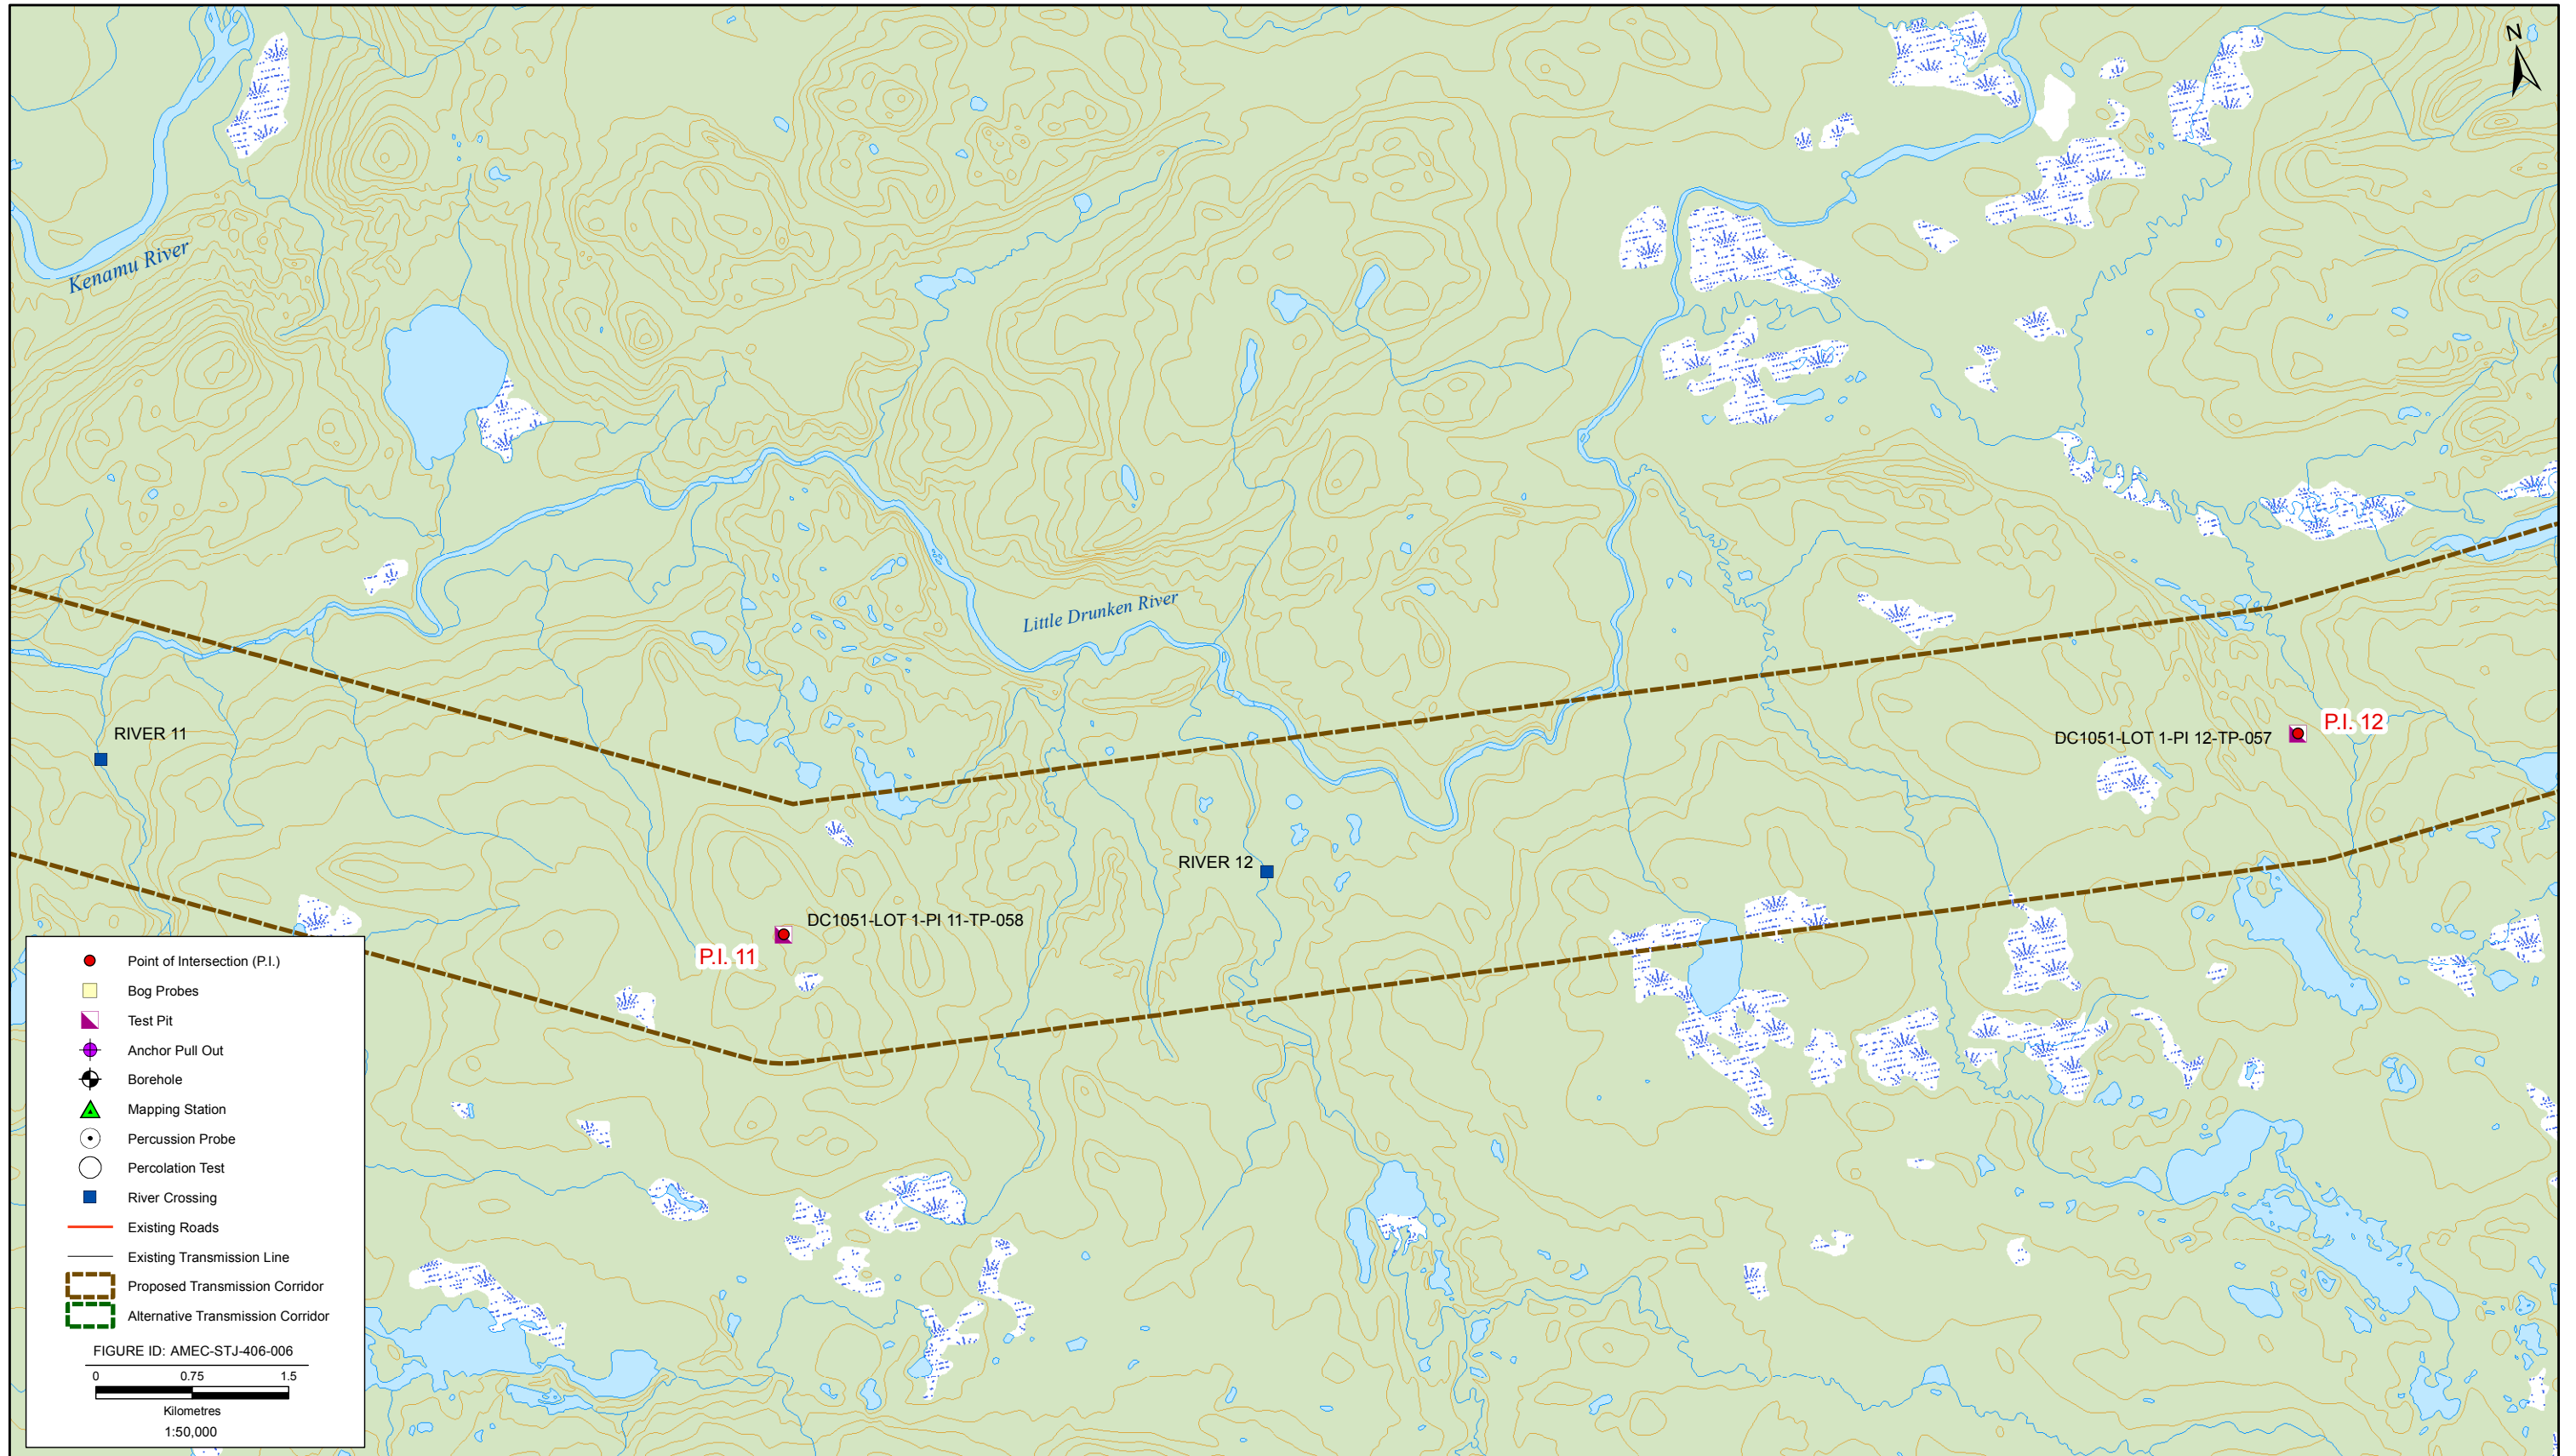 N
Kenamu River
Little Drunken River
RIVER 11
P.I. 12
DC1051-LOT 1-PI 12-TP-057
RIVER 12
DC1051-LOT 1-PI 11-TP-058
P.I. 11
Point of Intersection (P.I.)
Bog Probes
Test Pit
Anchor Pull Out
Borehole
Mapping Station
Percussion Probe
Percolation Test
River Crossing
Existing Roads
Existing Transmission Line
Proposed Transmission Corridor
Alternative Transmission Corridor
FIGURE ID: AMEC-STJ-406-006
0 0.75 1.5
Kilometres
1:50,000